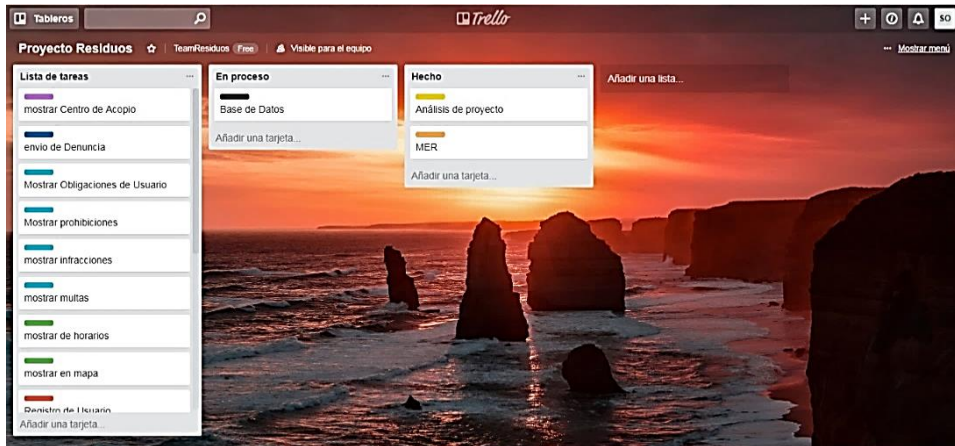 Tableros
Trello
SO
Proyecto Residuos
TeamResiduos Free
Visible para el equipo
... Mostrar menú
Lista de tareas ...
mostrar Centro de Acopio
envio de Denuncia
Mostrar Obligaciones de Usuario
Mostrar prohibiciones
mostrar infracciones
mostrar multas
mostrar de horarios
mostrar en mapa
Registro de Usuario
Añadir una tarjeta...
En proceso ...
Base de Datos
Añadir una tarjeta...
Hecho ...
Análisis de proyecto
MER
Añadir una tarjeta...
Añadir una lista...